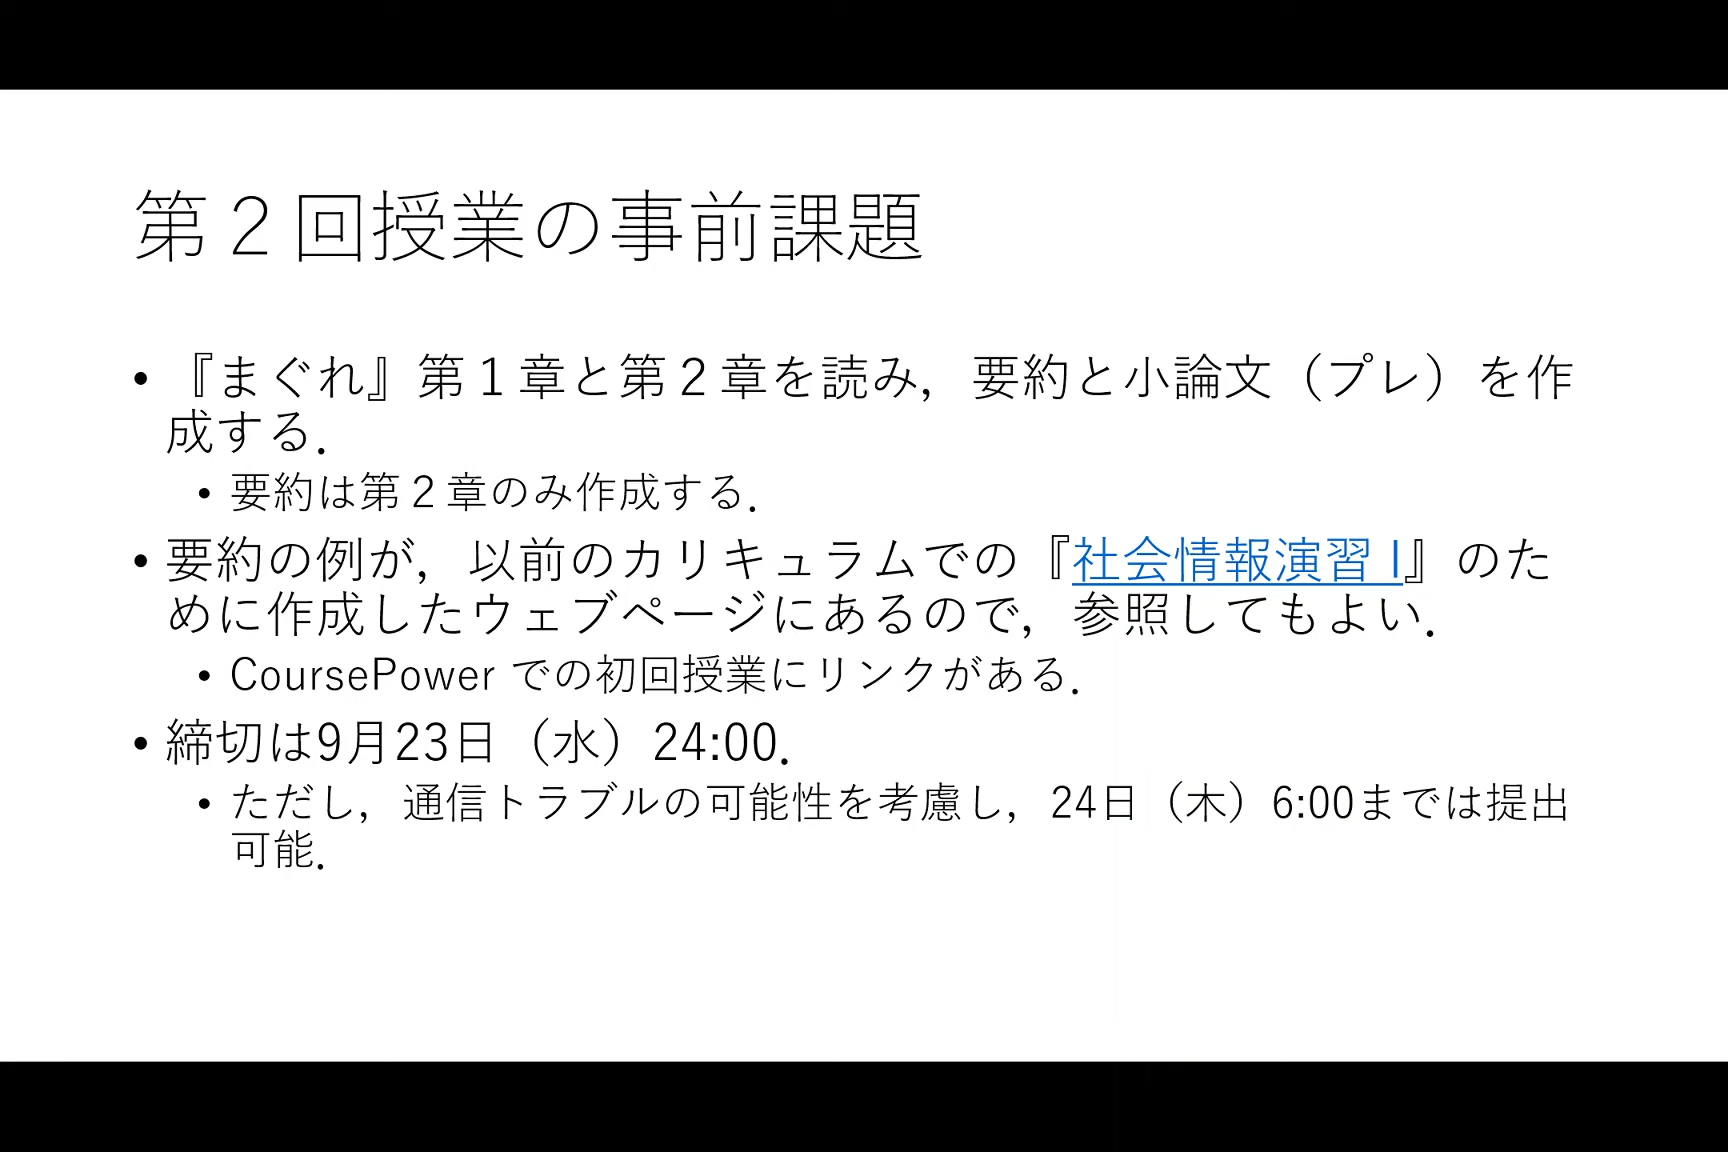 第２回授業の事前課題
• 『まぐれ』第１章と第２章を読み，要約と小論文（プレ）を作
成する．
• 要約は第２章のみ作成する．
• 要約の例が，以前のカリキュラムでの『社会情報演習 I』のた
めに作成したウェブページにあるので，参照してもよい．
• CoursePower での初回授業にリンクがある．
• 締切は9月23日（水）24:00．
• ただし，通信トラブルの可能性を考慮し，24日（木）6:00までは提出
可能．